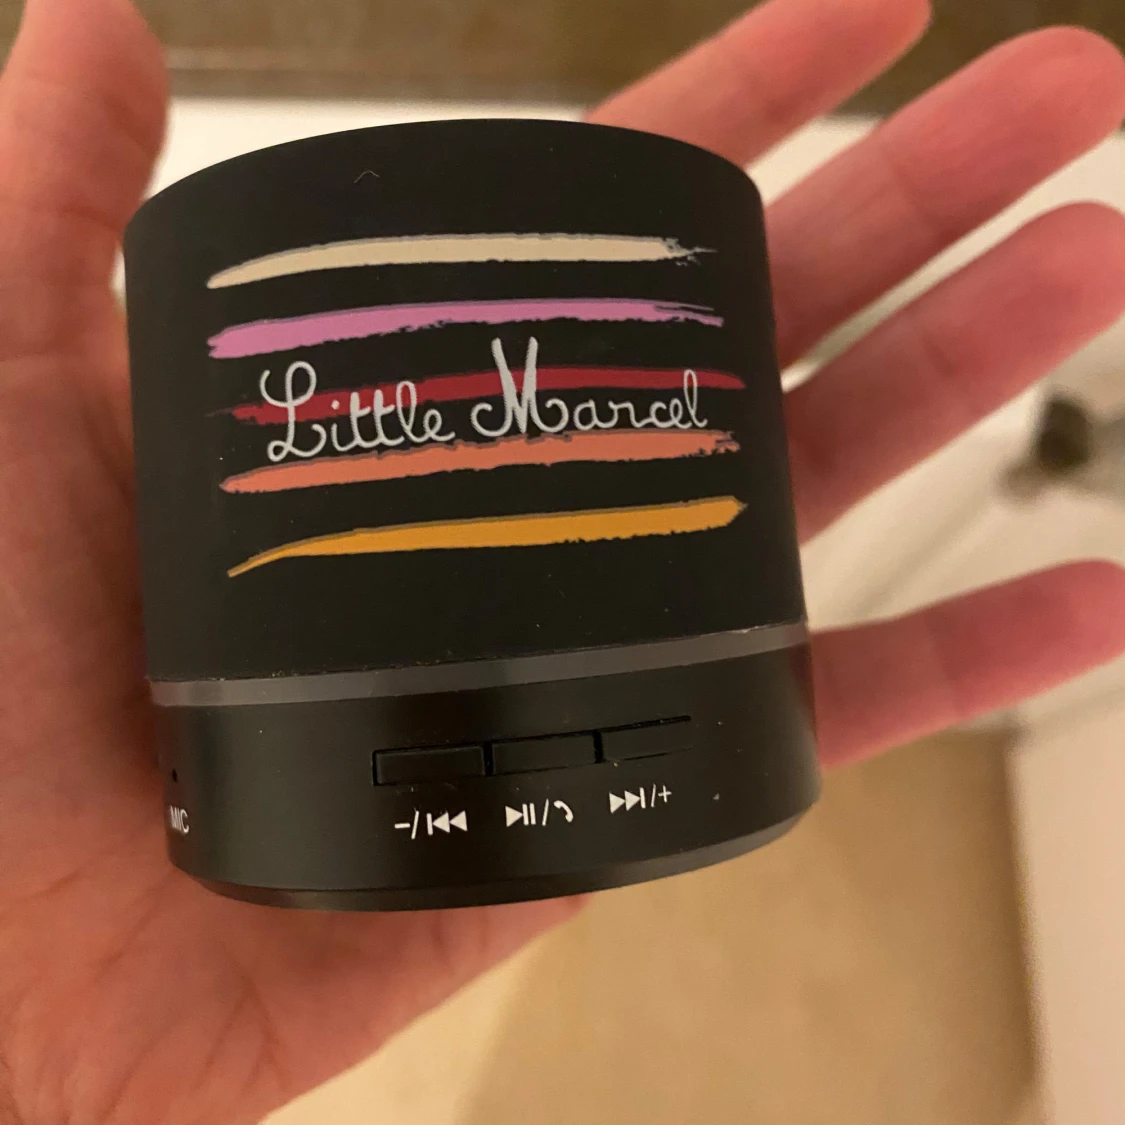 Little Marcel
MIC
-/⏮ ⏯/✆ ⏭/+